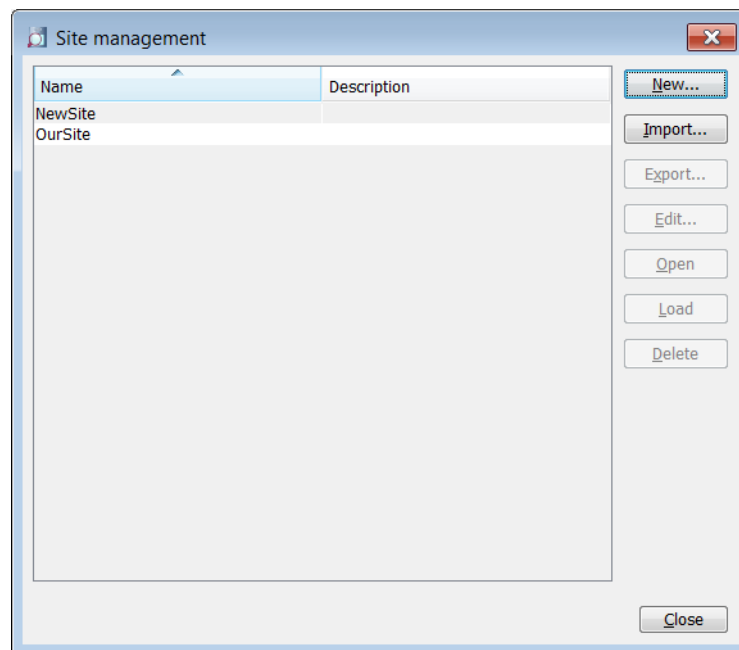 Site management
Name Description
NewSite
OurSite
New...
Import...
Export...
Edit...
Open
Load
Delete
Close